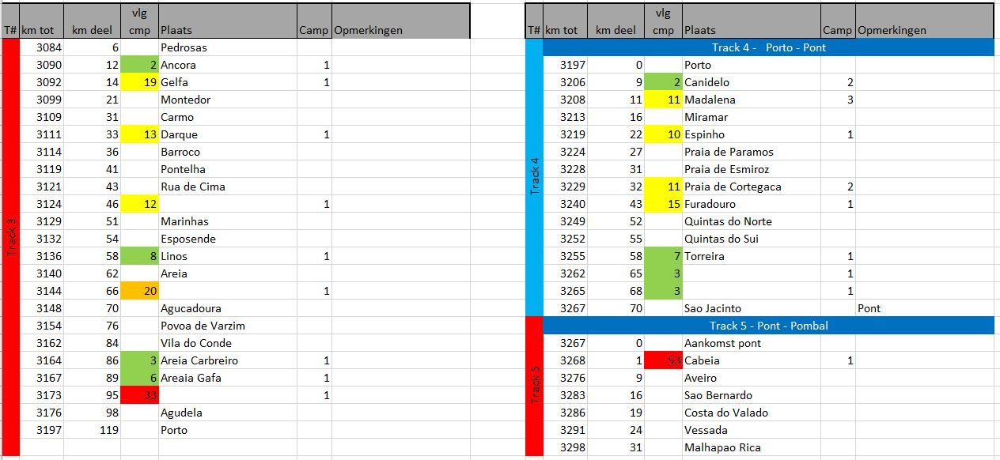 vlg
T# km tot km deel cmp Plaats Camp Opmerkingen
Track 3
3084 6 Pedrosas
3090 12 2 Ancora 1
3092 14 19 Gelfa 1
3099 21 Montedor
3109 31 Carmo
3111 33 13 Darque 1
3114 36 Barroco
3119 41 Pontelha
3121 43 Rua de Cima
3124 46 12 1
3129 51 Marinhas
3132 54 Esposende
3136 58 8 Linos 1
3140 62 Areia
3144 66 20 1
3148 70 Agucadoura
3154 76 Povoa de Varzim
3162 84 Vila do Conde
3164 86 3 Areia Carbreiro 1
3167 89 6 Areaia Gafa 1
3173 95 33 1
3176 98 Agudela
3197 119 Porto
vlg
T# km tot km deel cmp Plaats Camp Opmerkingen
Track 4
Track 4 - Porto - Pont
3197 0 Porto
3206 9 2 Canidelo 2
3208 11 11 Madalena 3
3213 16 Miramar
3219 22 10 Espinho 1
3224 27 Praia de Paramos
3228 31 Praia de Esmiroz
3229 32 11 Praia de Cortegaca 2
3240 43 15 Furadouro 1
3249 52 Quintas do Norte
3252 55 Quintas do Sui
3255 58 7 Torreira 1
3262 65 3 1
3265 68 3 1
3267 70 Sao Jacinto Pont
Track 5
Track 5 - Pont - Pombal
3267 0 Aankomst pont
3268 1 53 Cabeia 1
3276 9 Aveiro
3283 16 Sao Bernardo
3286 19 Costa do Valado
3291 24 Vessada
3298 31 Malhapao Rica